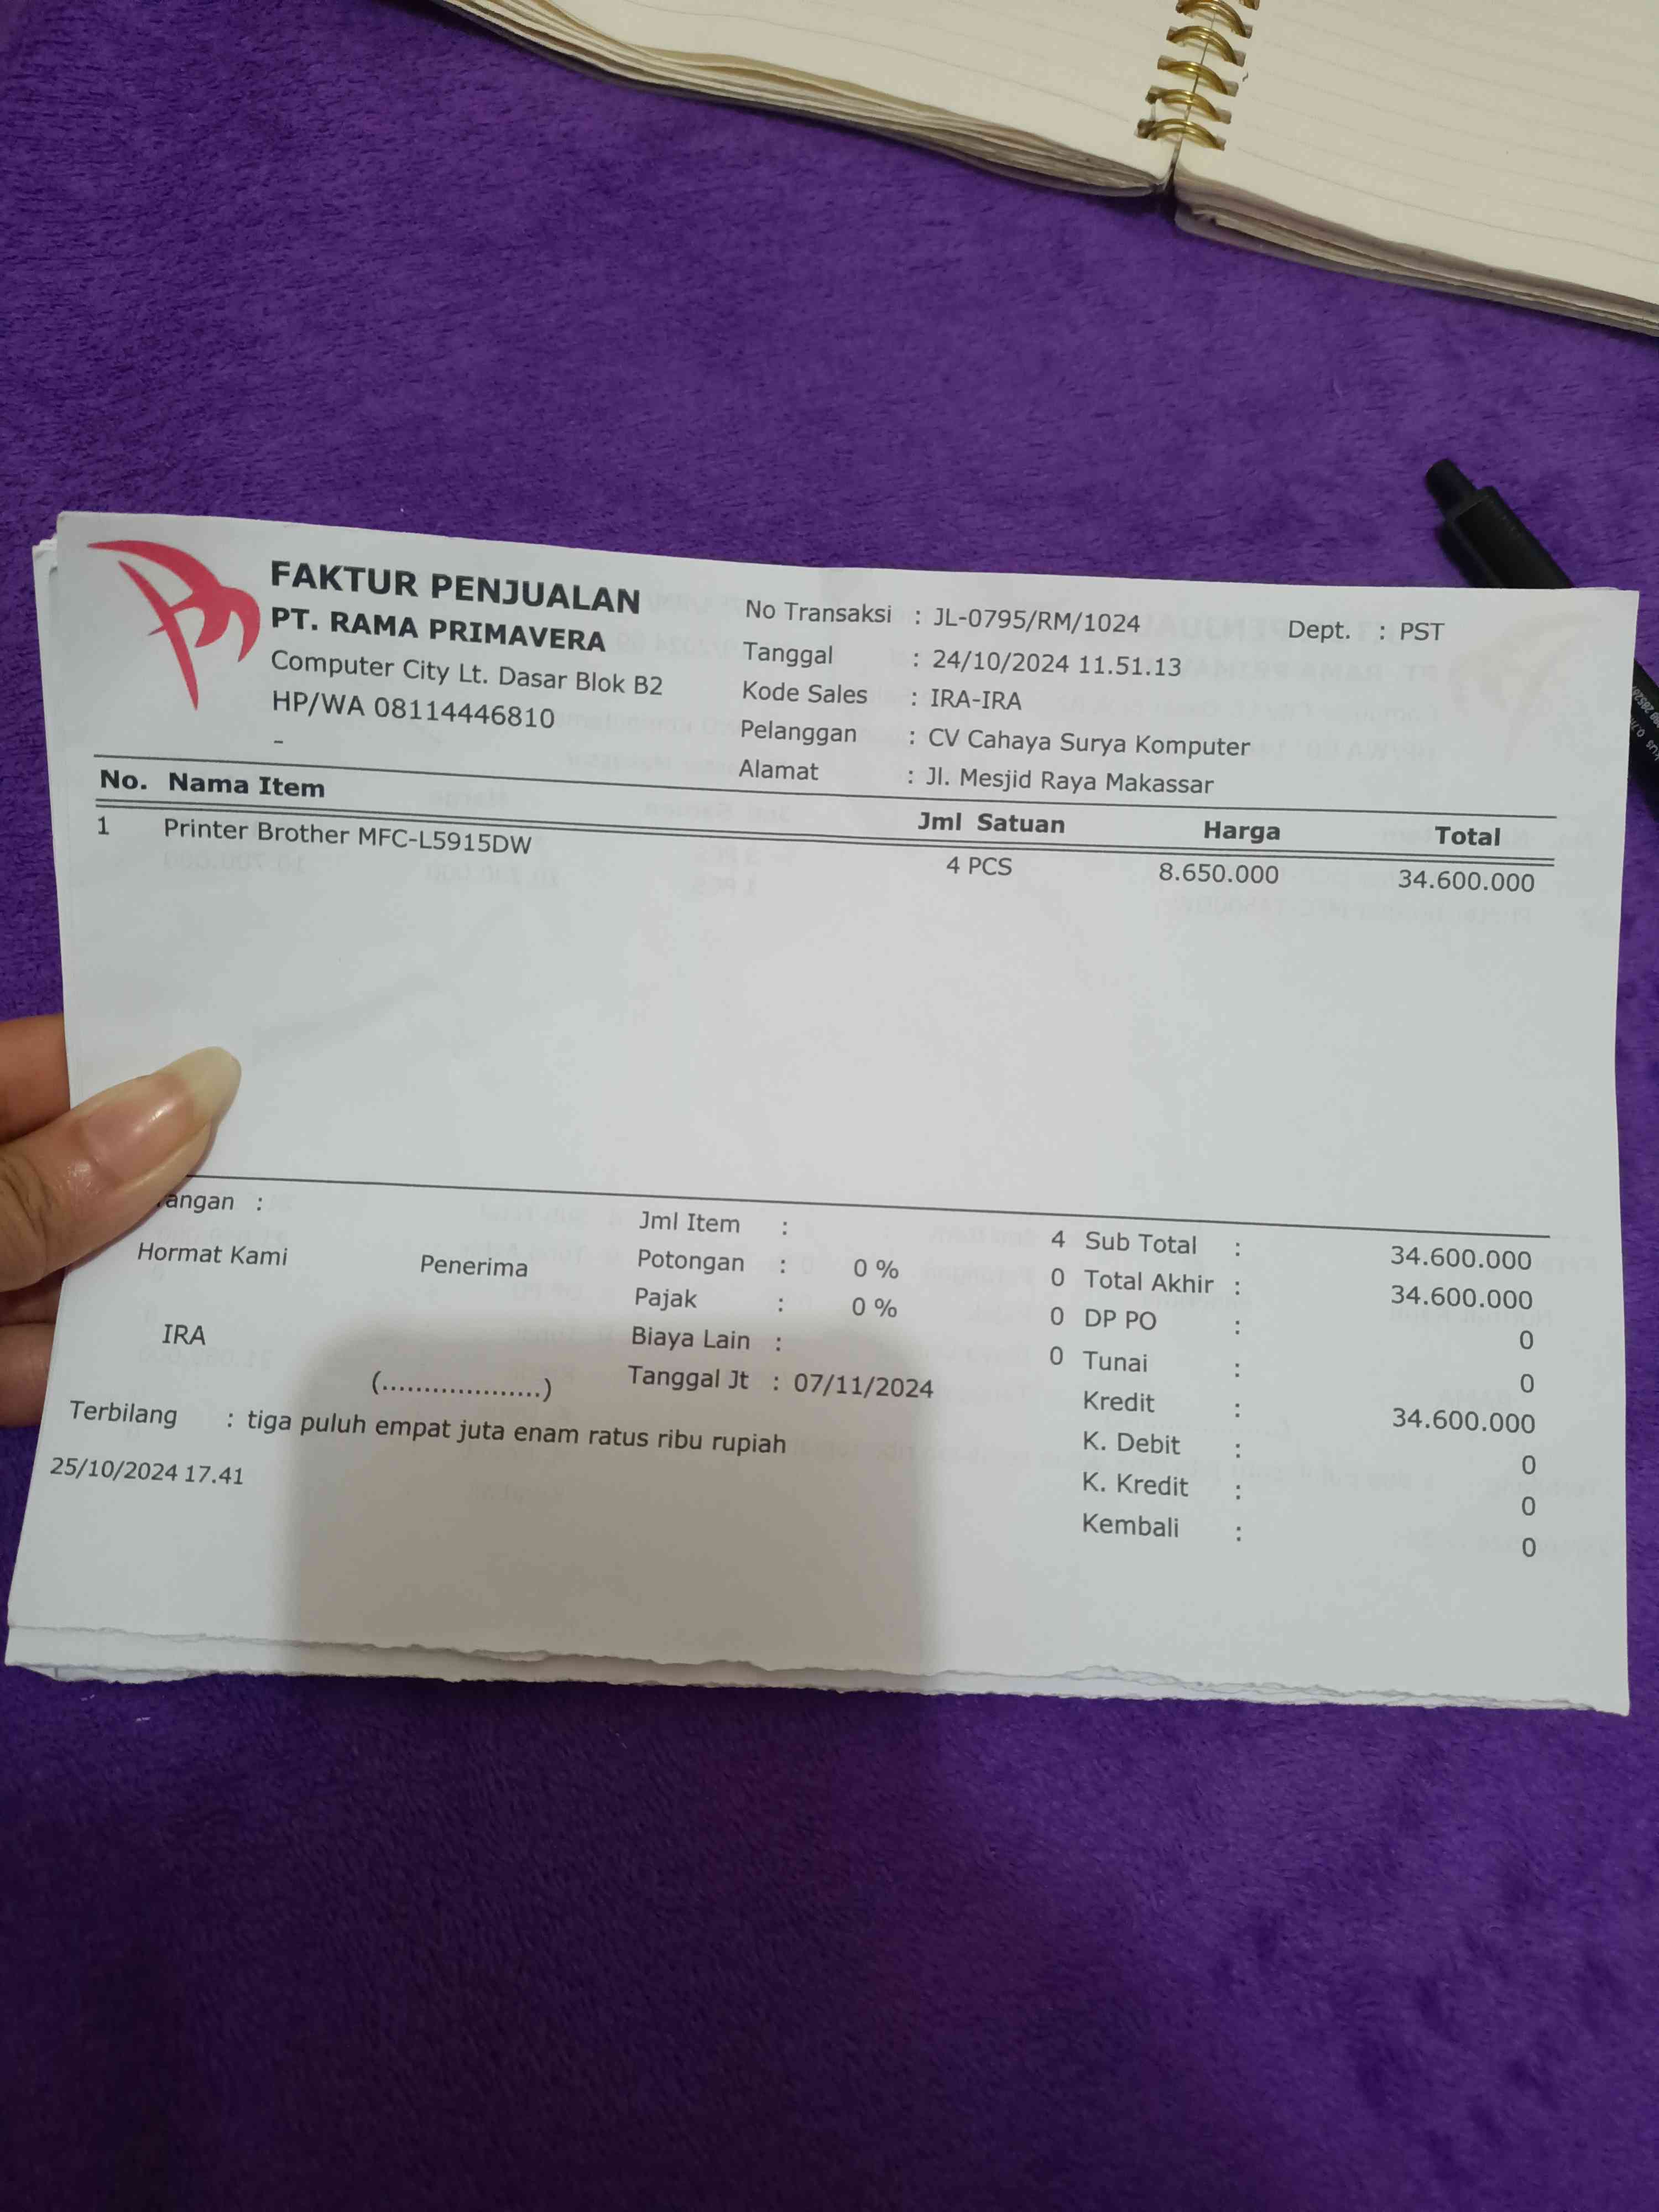 FAKTUR PENJUALAN
PT. RAMA PRIMAVERA
Computer City Lt. Dasar Blok B2
HP/WA 08114446810
-
No Transaksi : JL-0795/RM/1024 Dept. : PST
Tanggal : 24/10/2024 11.51.13
Kode Sales : IRA-IRA
Pelanggan : CV Cahaya Surya Komputer
Alamat : Jl. Mesjid Raya Makassar
No. Nama Item Jml Satuan Harga Total
1 Printer Brother MFC-L5915DW 4 PCS 8.650.000 34.600.000
angan :
Hormat Kami Penerima
IRA
(...................)
Jml Item : 4
Potongan : 0 % 0
Pajak : 0 % 0
Biaya Lain : 0
Tanggal Jt : 07/11/2024
Sub Total : 34.600.000
Total Akhir : 34.600.000
DP PO : 0
Tunai : 0
Kredit : 34.600.000
K. Debit : 0
K. Kredit : 0
Kembali : 0
Terbilang : tiga puluh empat juta enam ratus ribu rupiah
25/10/2024 17.41